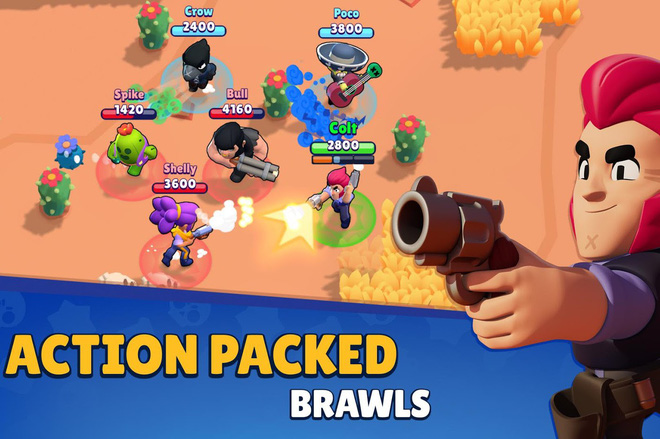 Crow
2400
Poco
3800
Spike
1420
Bull
4160
Colt
2800
Shelly
3600
ACTION PACKED
BRAWLS